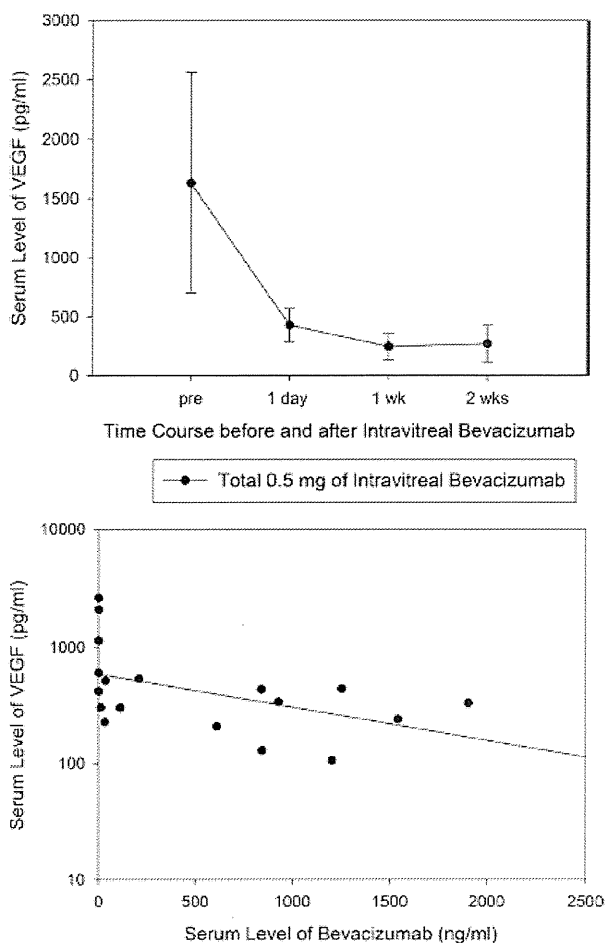 3000
2500
2000
1500
1000
500
0
Serum Level of VEGF (pg/ml)
pre 1 day 1 wk 2 wks
Time Course before and after Intravitreal Bevacizumab
Total 0.5 mg of Intravitreal Bevacizumab
10000
1000
100
10
Serum Level of VEGF (pg/ml)
0 500 1000 1500 2000 2500
Serum Level of Bevacizumab (ng/ml)